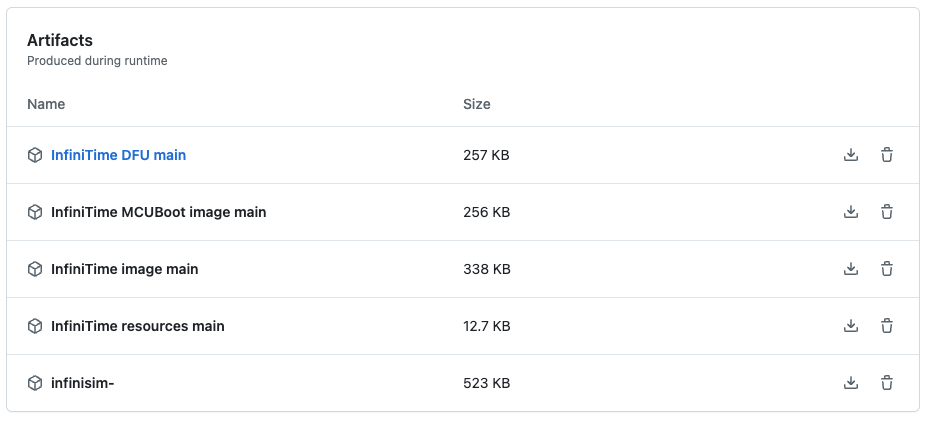 Artifacts
Produced during runtime
Name Size
InfiniTime DFU main 257 KB
InfiniTime MCUBoot image main 256 KB
InfiniTime image main 338 KB
InfiniTime resources main 12.7 KB
infinisim- 523 KB